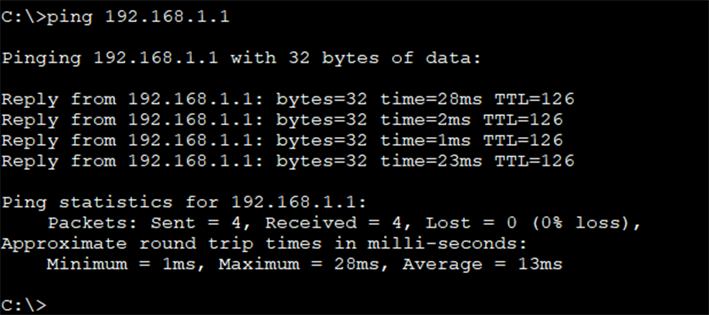 C:\>ping 192.168.1.1
Pinging 192.168.1.1 with 32 bytes of data:
Reply from 192.168.1.1: bytes=32 time=28ms TTL=126
Reply from 192.168.1.1: bytes=32 time=2ms TTL=126
Reply from 192.168.1.1: bytes=32 time=1ms TTL=126
Reply from 192.168.1.1: bytes=32 time=23ms TTL=126
Ping statistics for 192.168.1.1:
    Packets: Sent = 4, Received = 4, Lost = 0 (0% loss),
Approximate round trip times in milli-seconds:
    Minimum = 1ms, Maximum = 28ms, Average = 13ms
C:\>